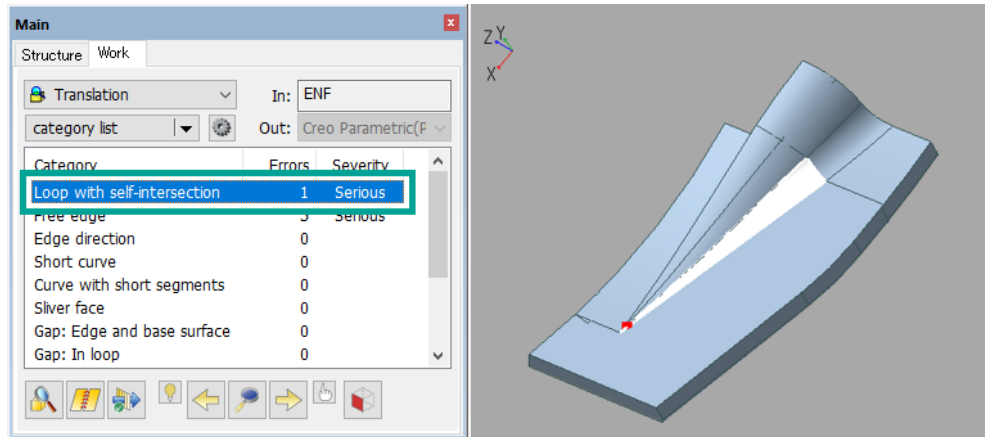 Main
Structure Work
Translation In: ENF
category list Out: Creo Parametric(P
Category Errors Severity
Loop with self-intersection 1 Serious
Free edge 5 Serious
Edge direction 0
Short curve 0
Curve with short segments 0
Sliver face 0
Gap: Edge and base surface 0
Gap: In loop 0
Z Y
X